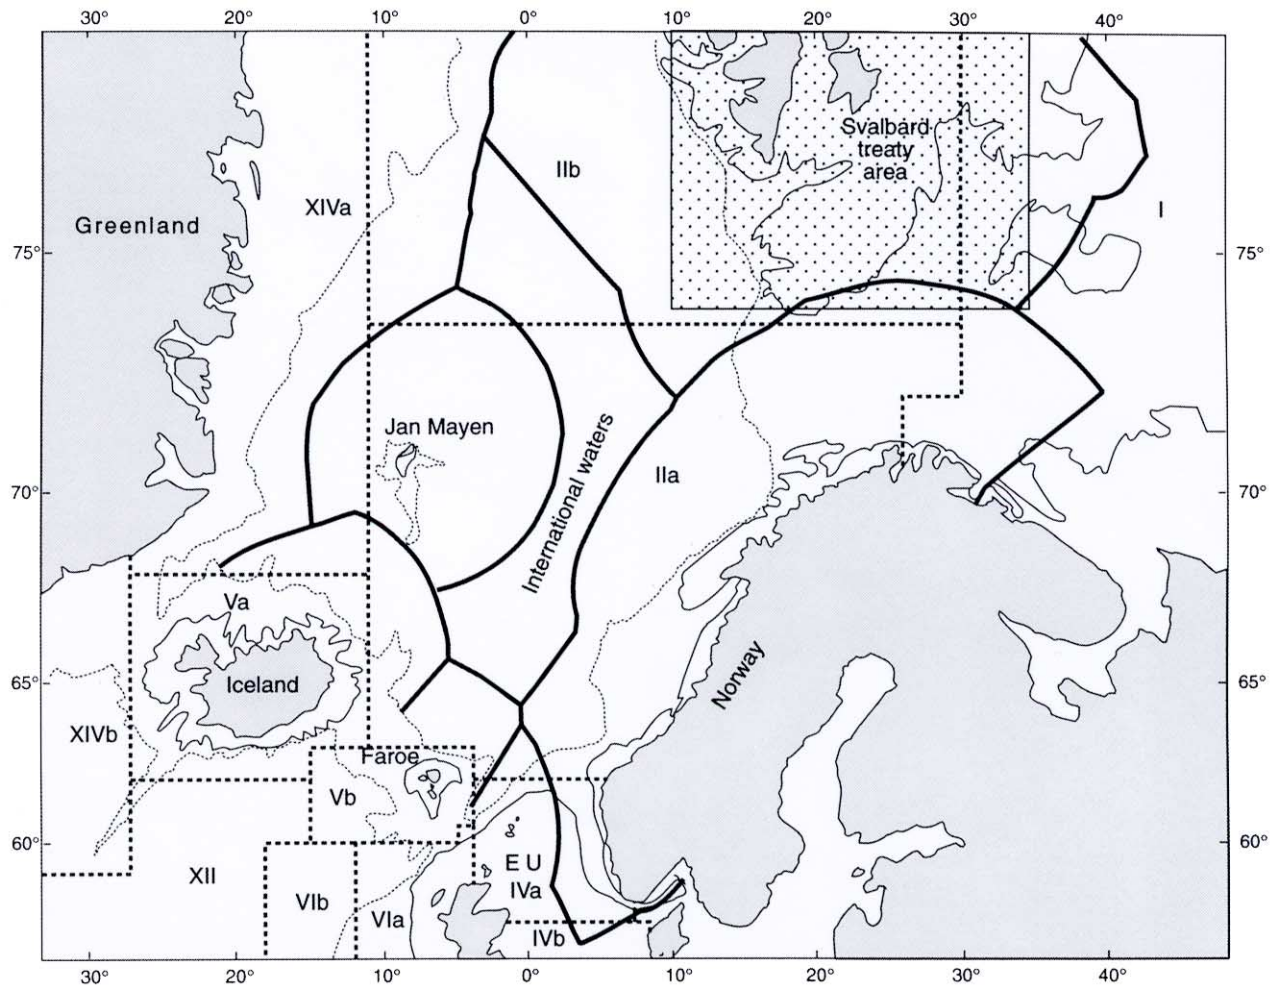 30° 20° 10° 0° 10° 20° 30° 40°
Svalbard
treaty
area
IIb
XIVa
I
Greenland
75° 75°
Jan Mayen
International waters
IIa
70° 70°
Va
Iceland
Norway
65° 65°
XIVb
Faroe
Vb
60° 60°
E U
XII
IVa
VIb
VIa
IVb
30° 20° 10° 0° 10° 20° 30° 40°